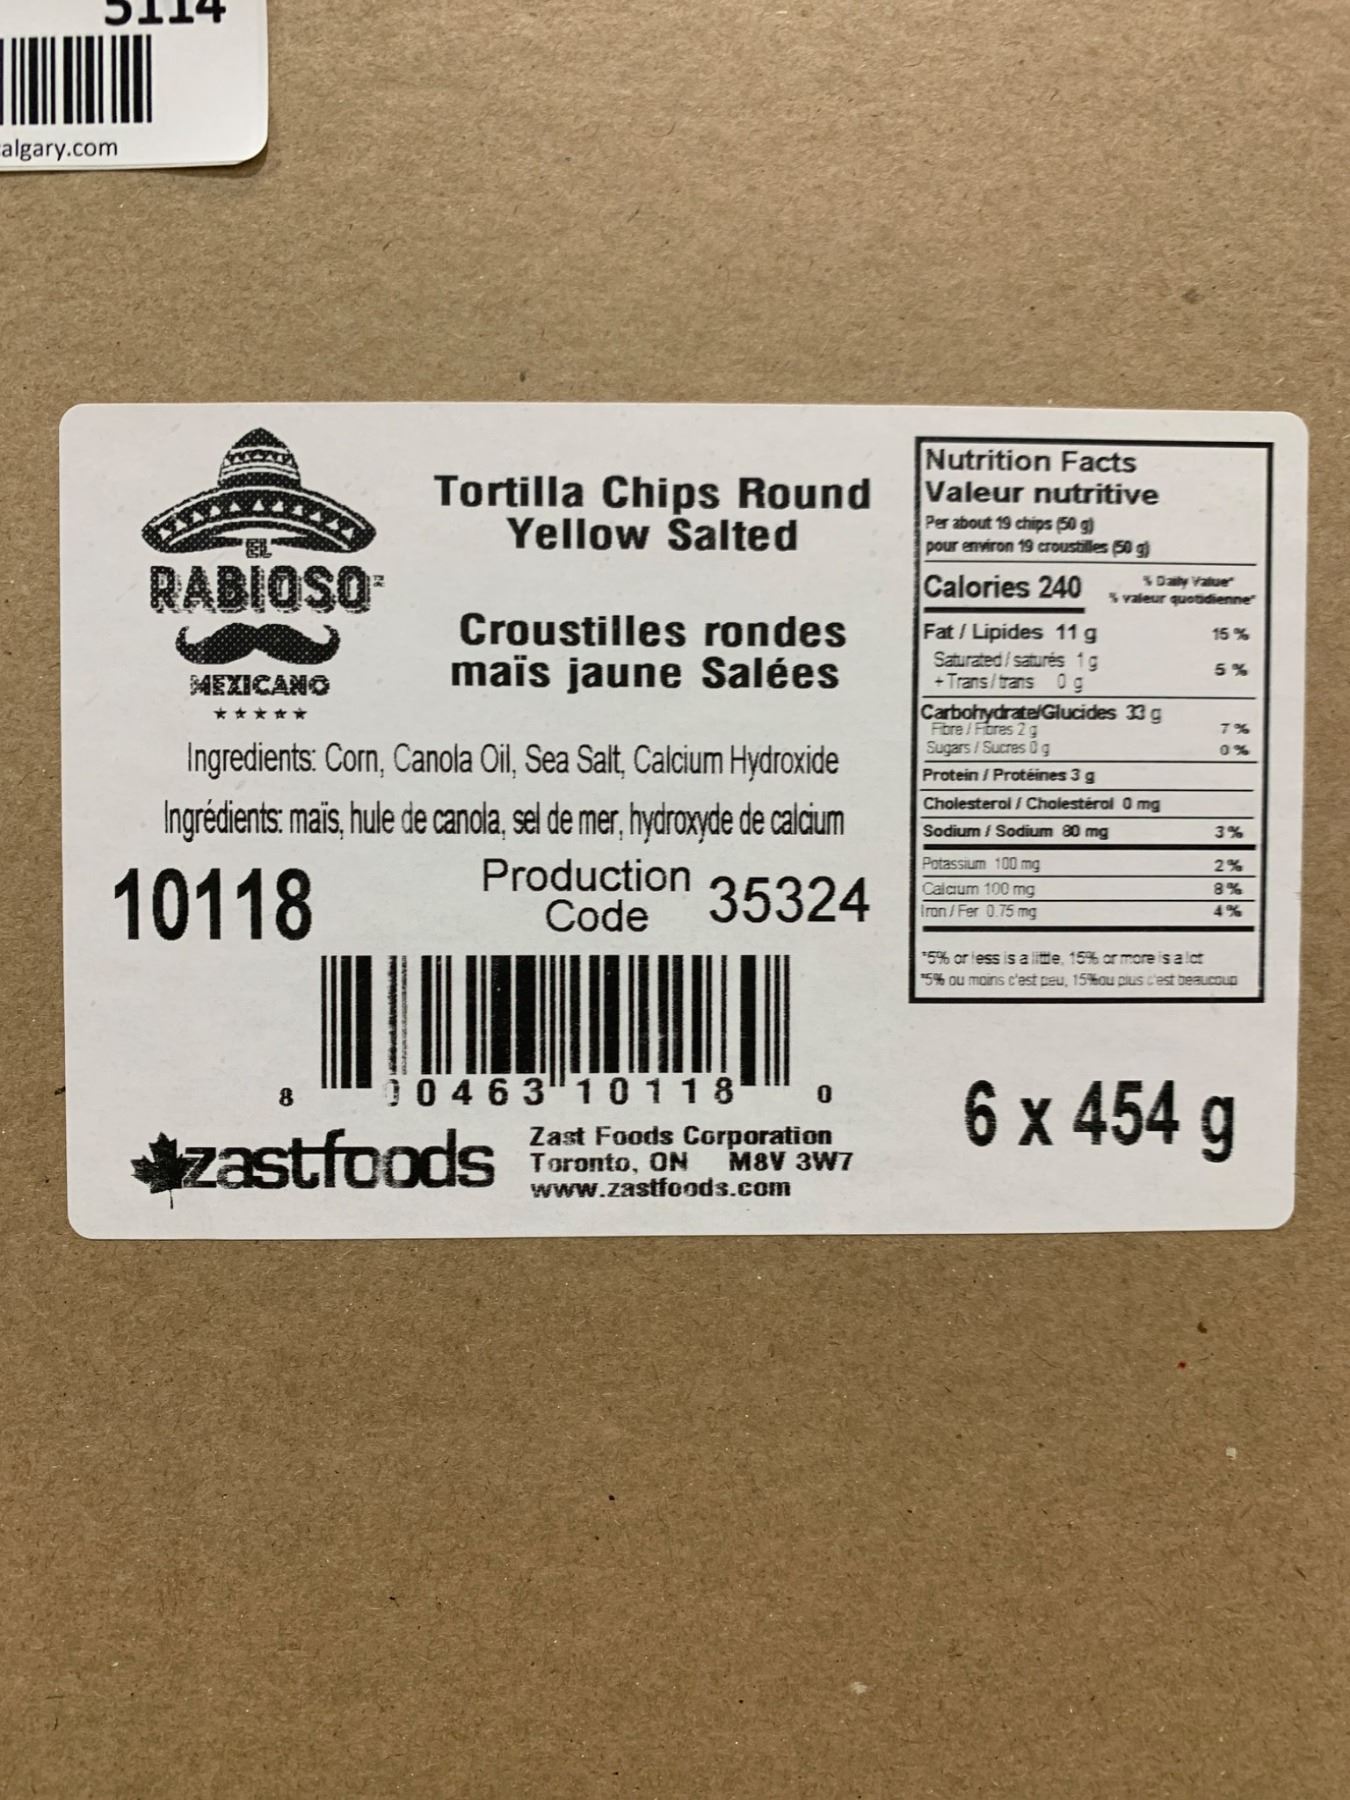 5114
algary.com
EL
RABIOSO
MEXICANO
Tortilla Chips Round
Yellow Salted
Croustilles rondes
maïs jaune Salées
Ingredients: Corn, Canola Oil, Sea Salt, Calcium Hydroxide
Ingrédients: maïs, hule de canola, sel de mer, hydroxyde de calcium
10118
Production
Code
35324
8 00463 10118 0
zastfoods
Zast Foods Corporation
Toronto, ON M8V 3W7
www.zastfoods.com
Nutrition Facts
Valeur nutritive
Per about 19 chips (50 g)
pour environ 19 croustilles (50 g)
Calories 240
% Daily Value*
% valeur quotidienne*
Fat / Lipides 11 g 15 %
Saturated / saturés 1 g
+ Trans / trans 0 g
5 %
Carbohydrate/Glucides 33 g
Fibre / Fibres 2 g 7 %
Sugars / Sucres 0 g 0 %
Protein / Protéines 3 g
Cholesterol / Cholestérol 0 mg
Sodium / Sodium 80 mg 3 %
Potassium 100 mg 2 %
Calcium 100 mg 8 %
Iron / Fer 0.75 mg 4 %
*5% or less is a little, 15% or more is a lot
*5% ou moins c'est peu, 15%ou plus c'est beaucoup
6 x 454 g